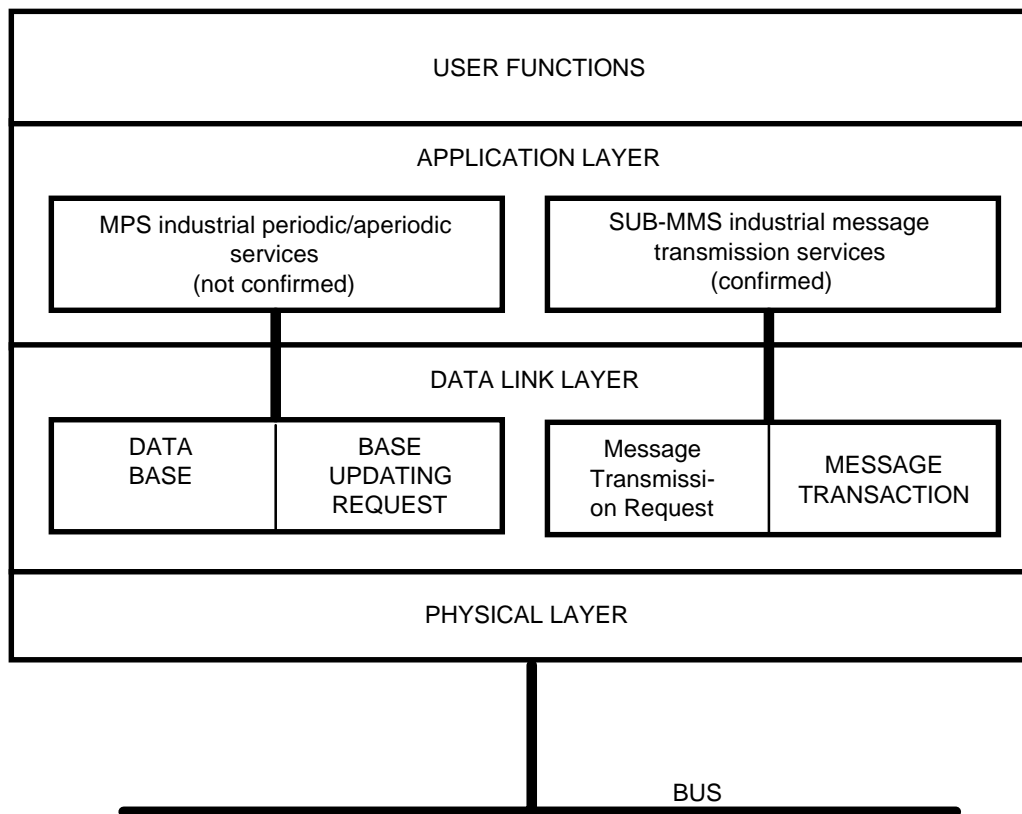 USER FUNCTIONS
APPLICATION LAYER
MPS industrial periodic/aperiodic
services
(not confirmed)
SUB-MMS industrial message
transmission services
(confirmed)
DATA LINK LAYER
DATA
BASE
BASE
UPDATING
REQUEST
Message
Transmissi-
on Request
MESSAGE
TRANSACTION
PHYSICAL LAYER
BUS